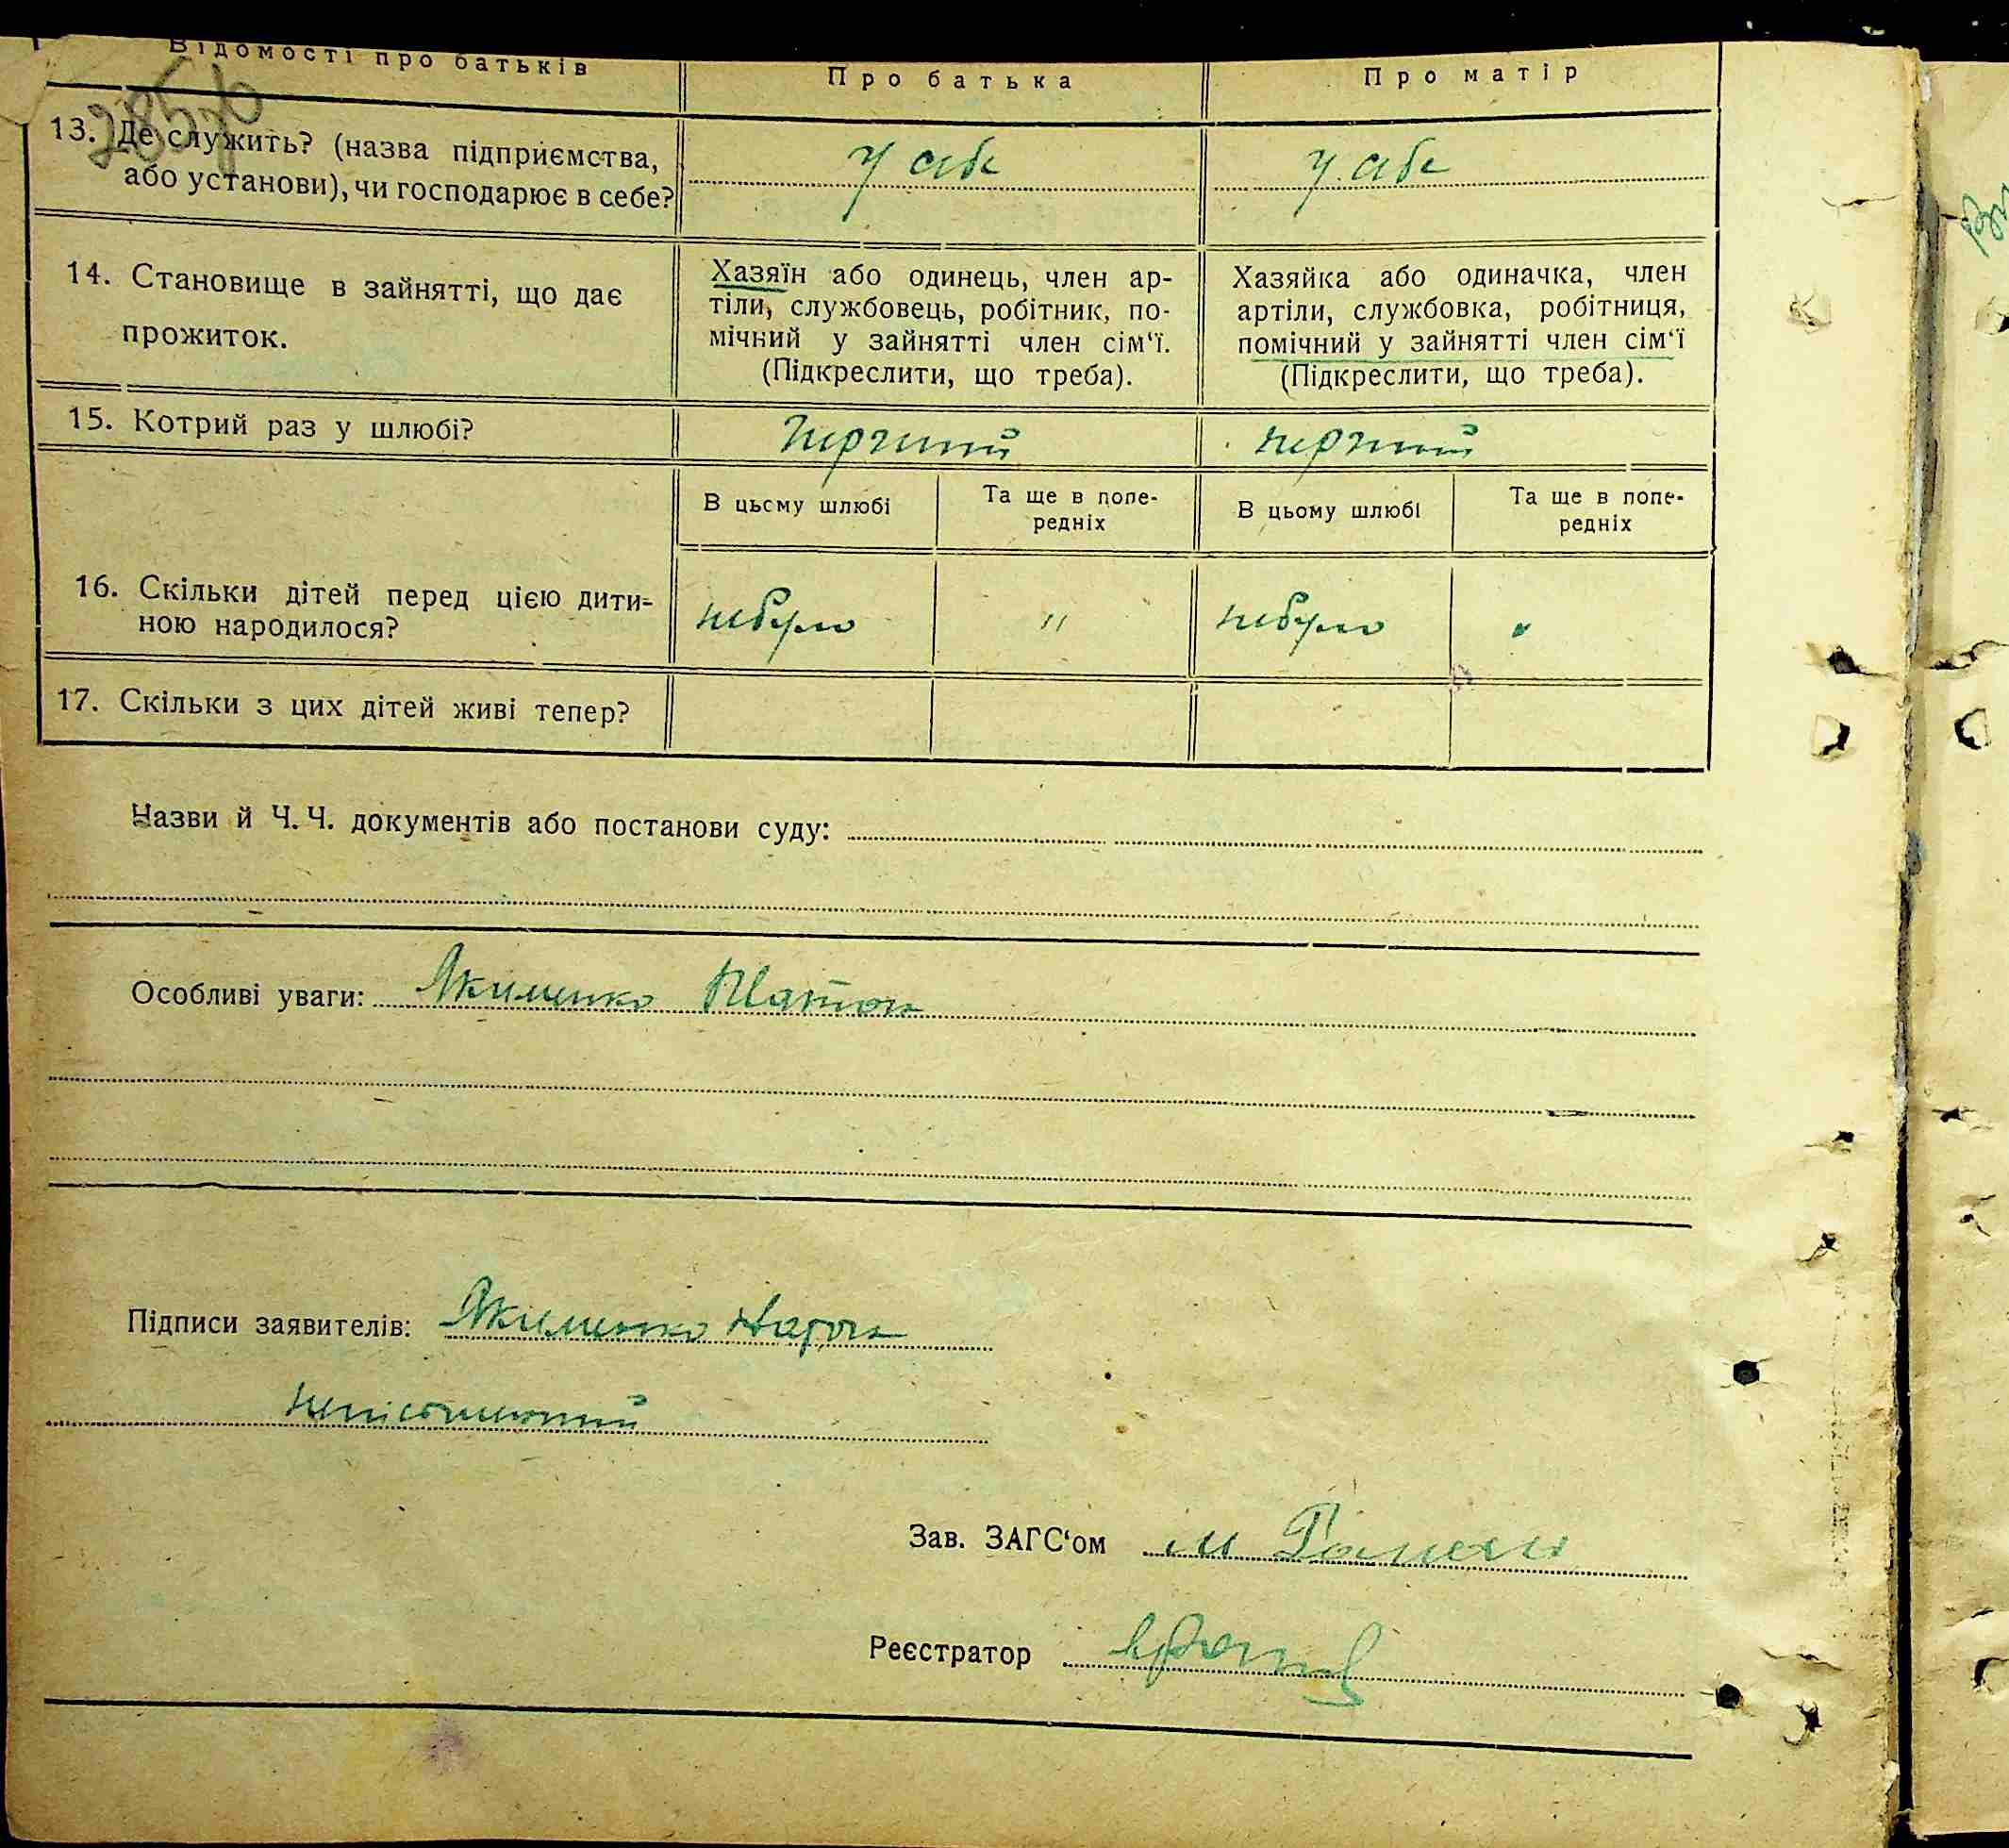 Відомості про батьків
Про батька
Про матір
13. Де служить? (назва підприємства,
або установи), чи господарює в себе?
у себе
у себе
14. Становище в зайнятті, що дає
прожиток.
Хазяїн або одинець, член ар-
тіли, службовець, робітник, по-
мічний у зайнятті член сім‘ї.
(Підкреслити, що треба).
Хазяйка або одиначка, член
артіли, службовка, робітниця,
помічний у зайнятті член сім‘ї
(Підкреслити, що треба).
15. Котрий раз у шлюбі?
перший
перший
В цьому шлюбі
Та ще в попе-
редніх
В цьому шлюбі
Та ще в попе-
редніх
16. Скільки дітей перед цією дити-
ною народилося?
небуло
"
небуло
"
17. Скільки з цих дітей живі тепер?
Назви й Ч. Ч. документів або постанови суду:
Особливі уваги: Якименко Платон
Підписи заявителів: Якименко
Зав. ЗАГС‘ом
Реєстратор